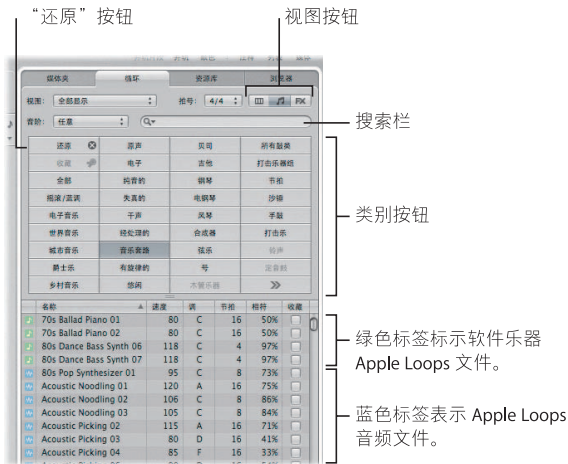 “还原”按钮
视图按钮
媒体夹 循环 资源库 浏览器
视图: 全部显示 拍号: 4/4 FX
音阶: 任意
搜索栏
还原 原声 贝司 所有鼓类
收藏 电子 吉他 打击乐器组
全部 纯音的 钢琴 节拍
摇滚/蓝调 失真的 电钢琴 沙锤
电子音乐 干声 风琴 手鼓
世界音乐 经处理的 合成器 打击乐
城市音乐 音乐套路 弦乐 铃声
爵士乐 有旋律的 号 定音鼓
乡村音乐 悠闲 木管乐器
类别按钮
名称 速度 调 节拍 相符 收藏
70s Ballad Piano 01 80 C 16 50%
70s Ballad Piano 02 80 C 16 50%
80s Dance Bass Synth 06 118 C 4 97%
80s Dance Bass Synth 07 118 C 4 97%
80s Pop Synthesizer 01 95 C 8 73%
Acoustic Noodling 01 120 A 16 75%
Acoustic Noodling 02 106 C 8 86%
Acoustic Noodling 03 105 C 8 84%
Acoustic Picking 02 115 A 16 71%
Acoustic Picking 03 80 D 16 41%
Acoustic Picking 04 85 F 16 33%
绿色标签标示软件乐器
Apple Loops 文件。
蓝色标签表示 Apple Loops
音频文件。